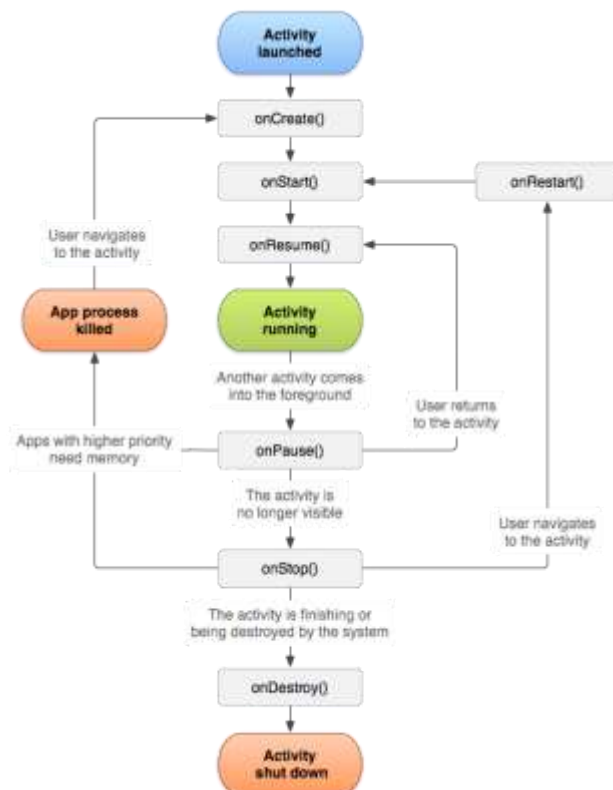 Activity
launched
onCreate()
onStart()
onRestart()
User navigates
to the activity
onResume()
App process
killed
Activity
running
Another activity comes
into the foreground
User returns
to the activity
Apps with higher priority
need memory
onPause()
The activity is
no longer visible
User navigates
to the activity
onStop()
The activity is finishing or
being destroyed by the system
onDestroy()
Activity
shut down